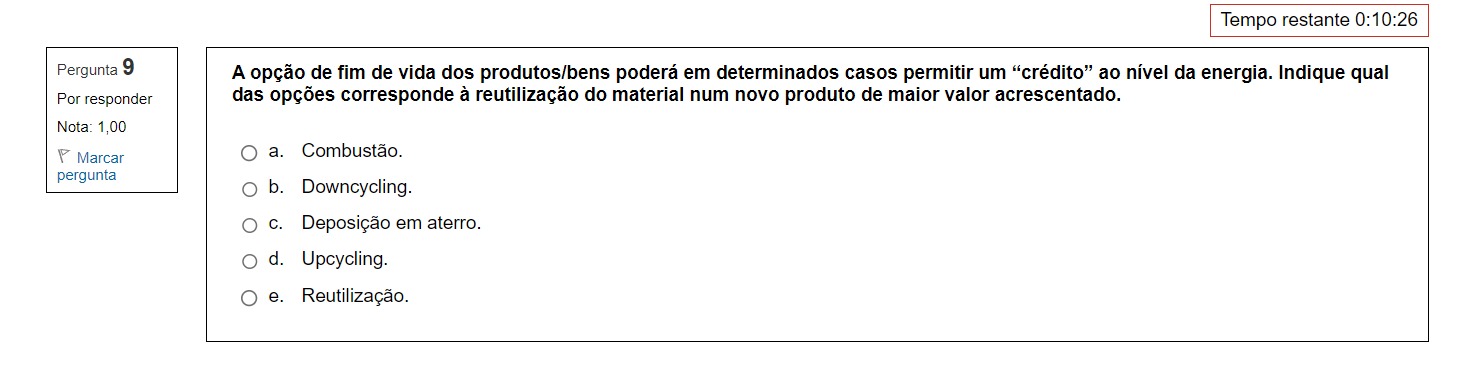 Tempo restante 0:10:26
Pergunta 9
Por responder
Nota: 1,00
Marcar
pergunta
A opção de fim de vida dos produtos/bens poderá em determinados casos permitir um “crédito” ao nível da energia. Indique qual
das opções corresponde à reutilização do material num novo produto de maior valor acrescentado.
a. Combustão.
b. Downcycling.
c. Deposição em aterro.
d. Upcycling.
e. Reutilização.